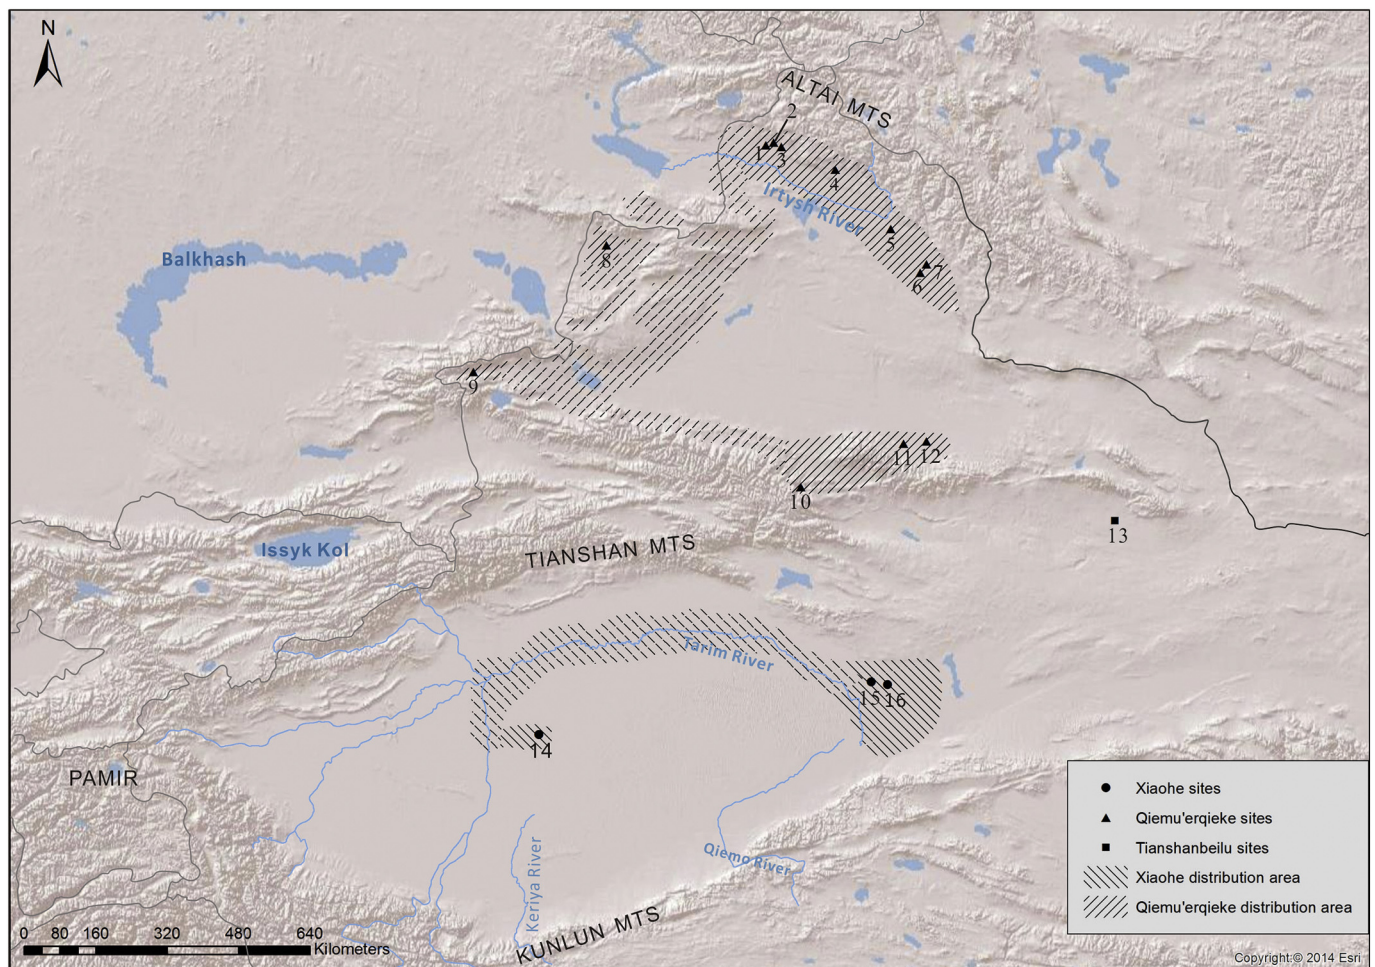 N
ALTAI MTS
2
1
3
4
Irtysh River
5
7
6
8
Balkhash
9
11
12
10
13
Issyk Kol
TIANSHAN MTS
Tarim River
15
16
14
PAMIR
Keriya River
Qiemo River
KUNLUN MTS
Xiaohe sites
Qiemu'erqieke sites
Tianshanbeilu sites
Xiaohe distribution area
Qiemu'erqieke distribution area
0 80 160 320 480 640
Kilometers
Copyright:© 2014 Esri